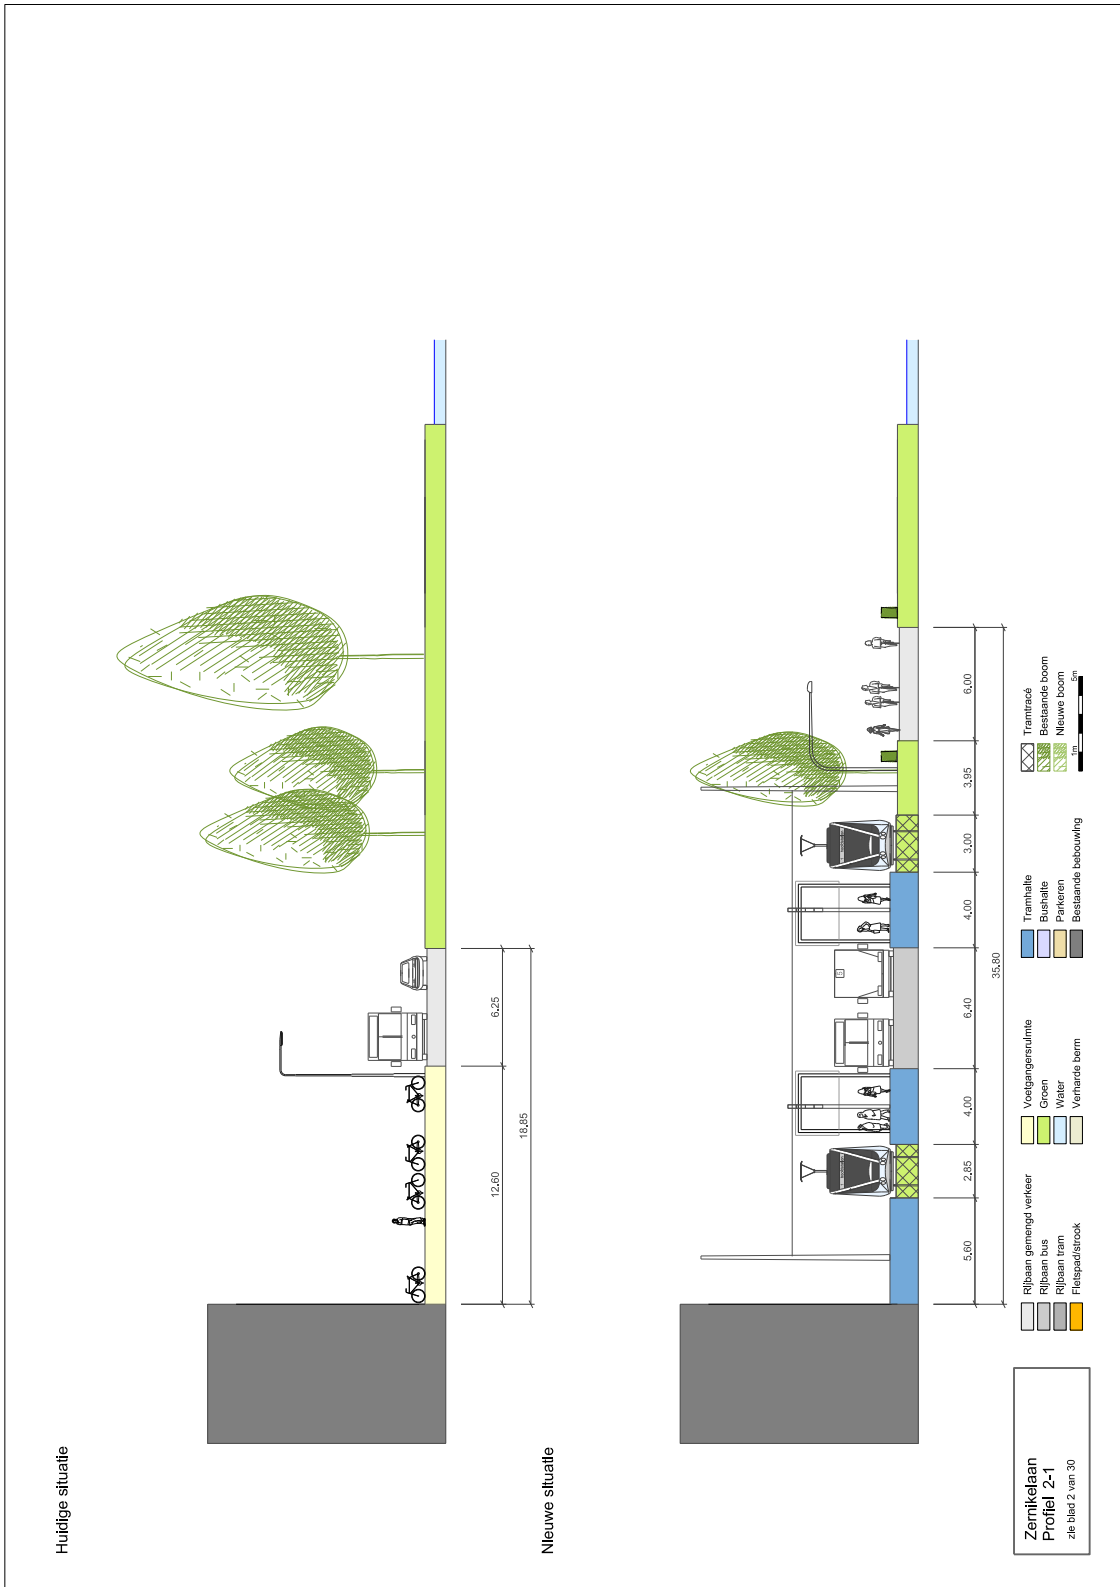 Huidige situatie
12.60
6.25
18.85
Nieuwe situatie
5
5.60
2.85
4.00
6.40
4.00
3.00
3.95
6.00
35.80
Zernikelaan
Profiel 2-1
zie blad 2 van 30
Rijbaan gemengd verkeer
Rijbaan bus
Rijbaan tram
Fietspad/strook
Voetgangersruimte
Groen
Water
Verharde berm
Tramhalte
Bushalte
Parkeren
Bestaande bebouwing
Tramtracé
Bestaande boom
Nieuwe boom
1m 5m